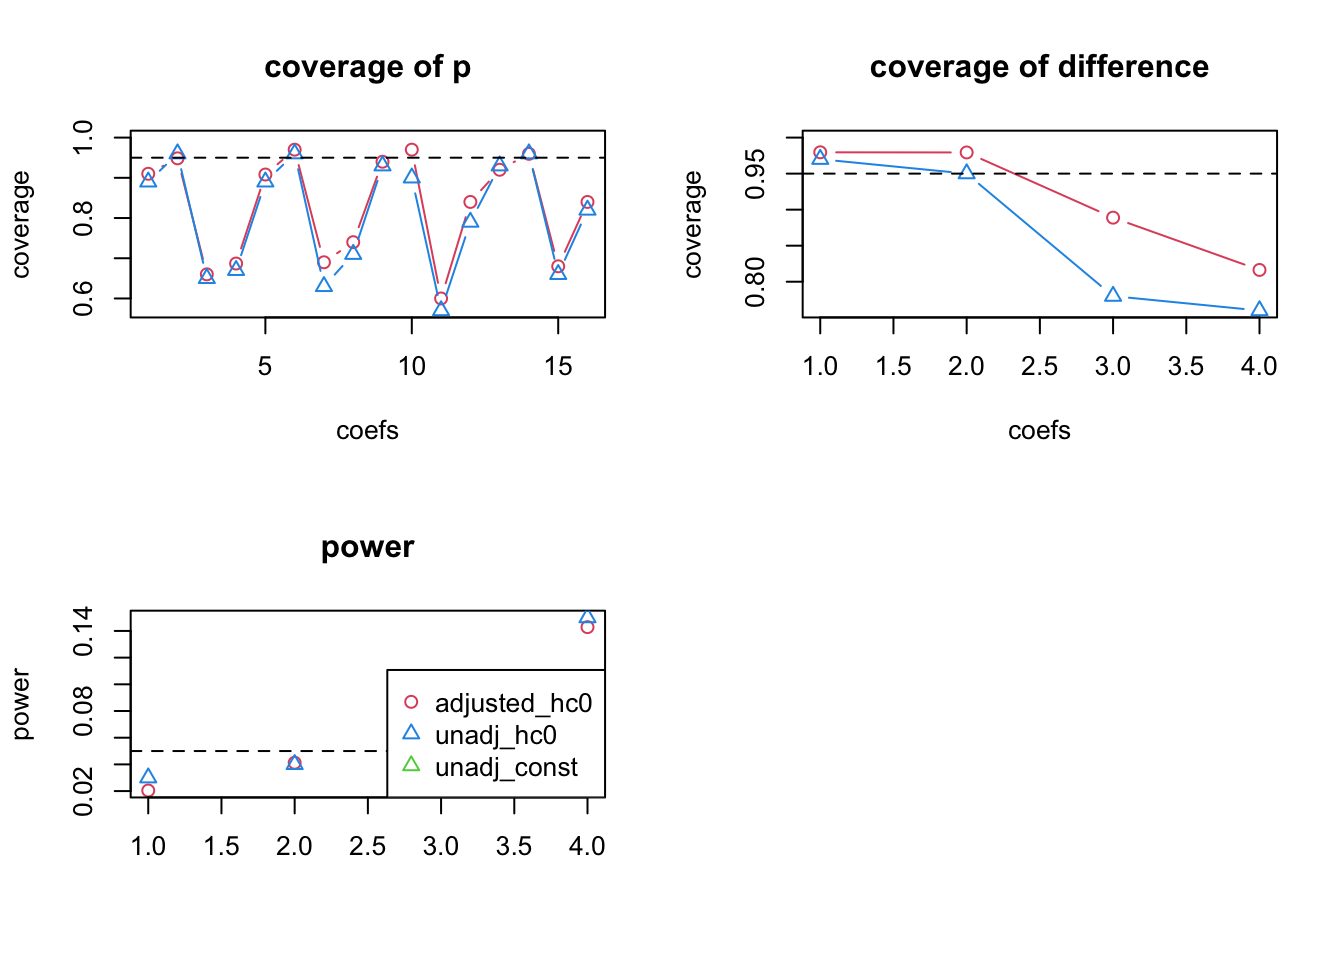 coverage of p
coverage
1.0
0.8
0.6
5 10 15
coefs
coverage of difference
coverage
0.95
0.80
1.0 1.5 2.0 2.5 3.0 3.5 4.0
coefs
power
power
0.14
0.08
0.02
adjusted_hc0
unadj_hc0
unadj_const
1.0 1.5 2.0 2.5 3.0 3.5 4.0